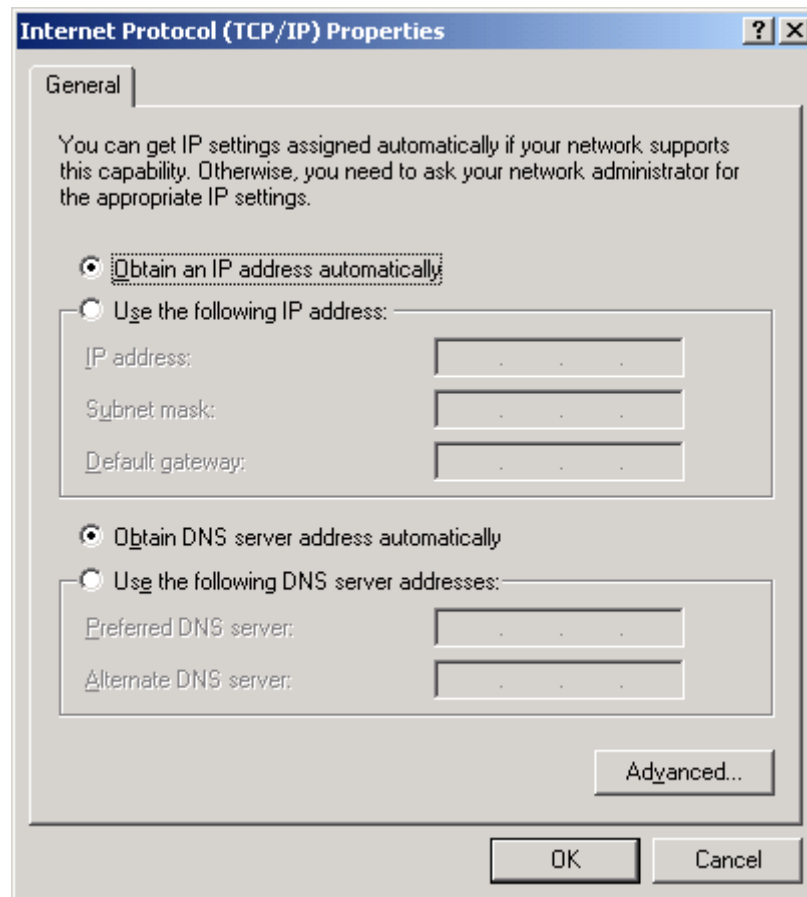 Internet Protocol (TCP/IP) Properties
General
You can get IP settings assigned automatically if your network supports
this capability. Otherwise, you need to ask your network administrator for
the appropriate IP settings.
Obtain an IP address automatically
Use the following IP address:
IP address:
Subnet mask:
Default gateway:
Obtain DNS server address automatically
Use the following DNS server addresses:
Preferred DNS server:
Alternate DNS server:
Advanced...
OK Cancel